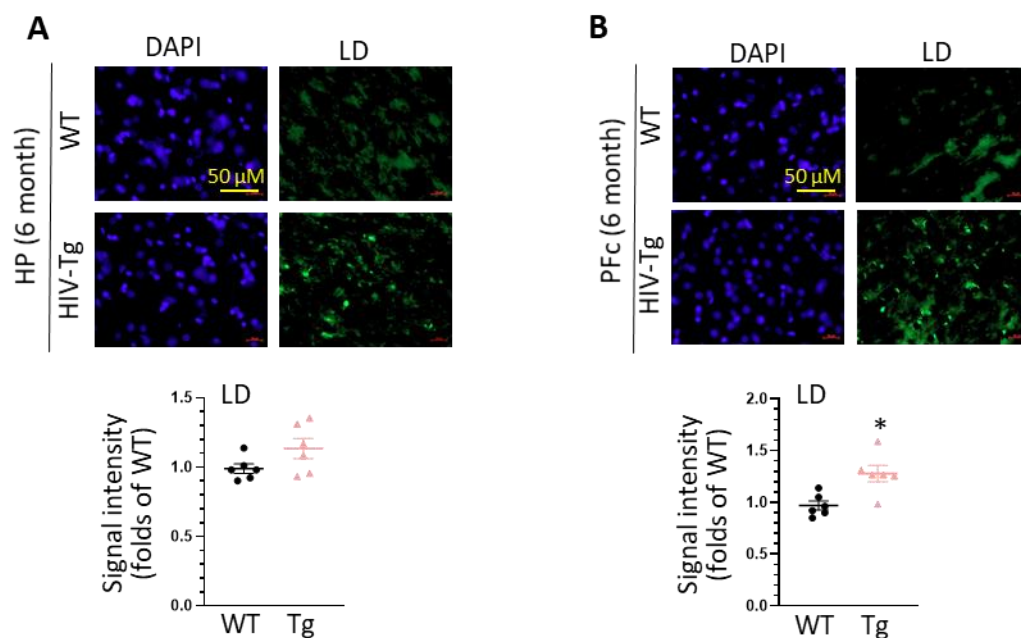 A
DAPI LD
HP (6 month)
WT
50 µM
HIV-Tg
LD
Signal intensity
(folds of WT)
1.5
1.0
0.5
0.0
WT Tg
B
DAPI LD
PFc (6 month)
WT
50 µM
HIV-Tg
LD
*
Signal intensity
(folds of WT)
2.0
1.5
1.0
0.5
0.0
WT Tg